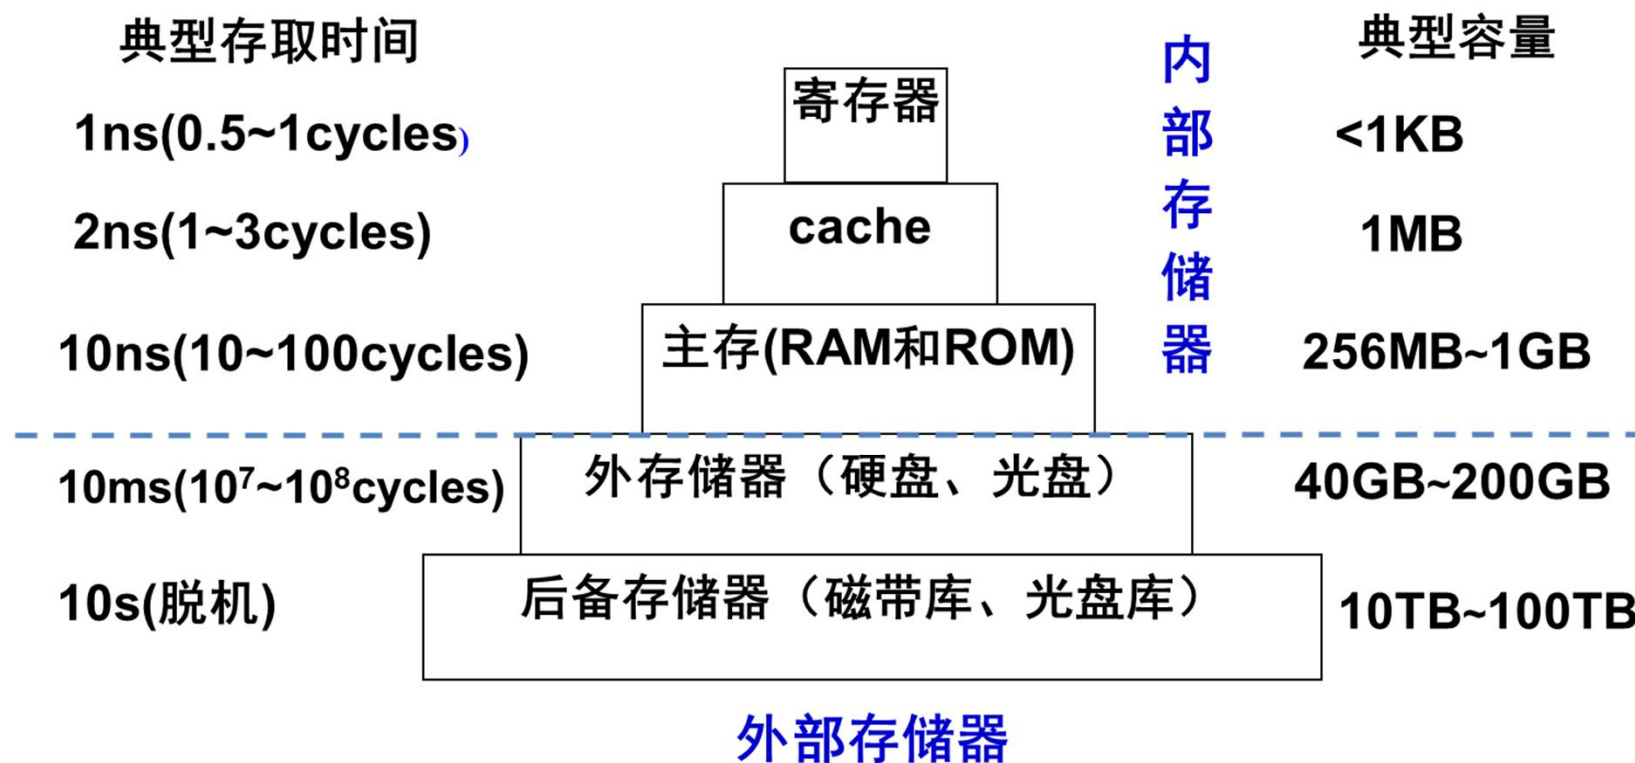 典型存取时间
典型容量
内部存储器
寄存器
1ns(0.5~1cycles)
<1KB
cache
2ns(1~3cycles)
1MB
主存(RAM和ROM)
10ns(10~100cycles)
256MB~1GB
外存储器（硬盘、光盘）
10ms(10⁷~10⁸cycles)
40GB~200GB
后备存储器（磁带库、光盘库）
10s(脱机)
10TB~100TB
外部存储器